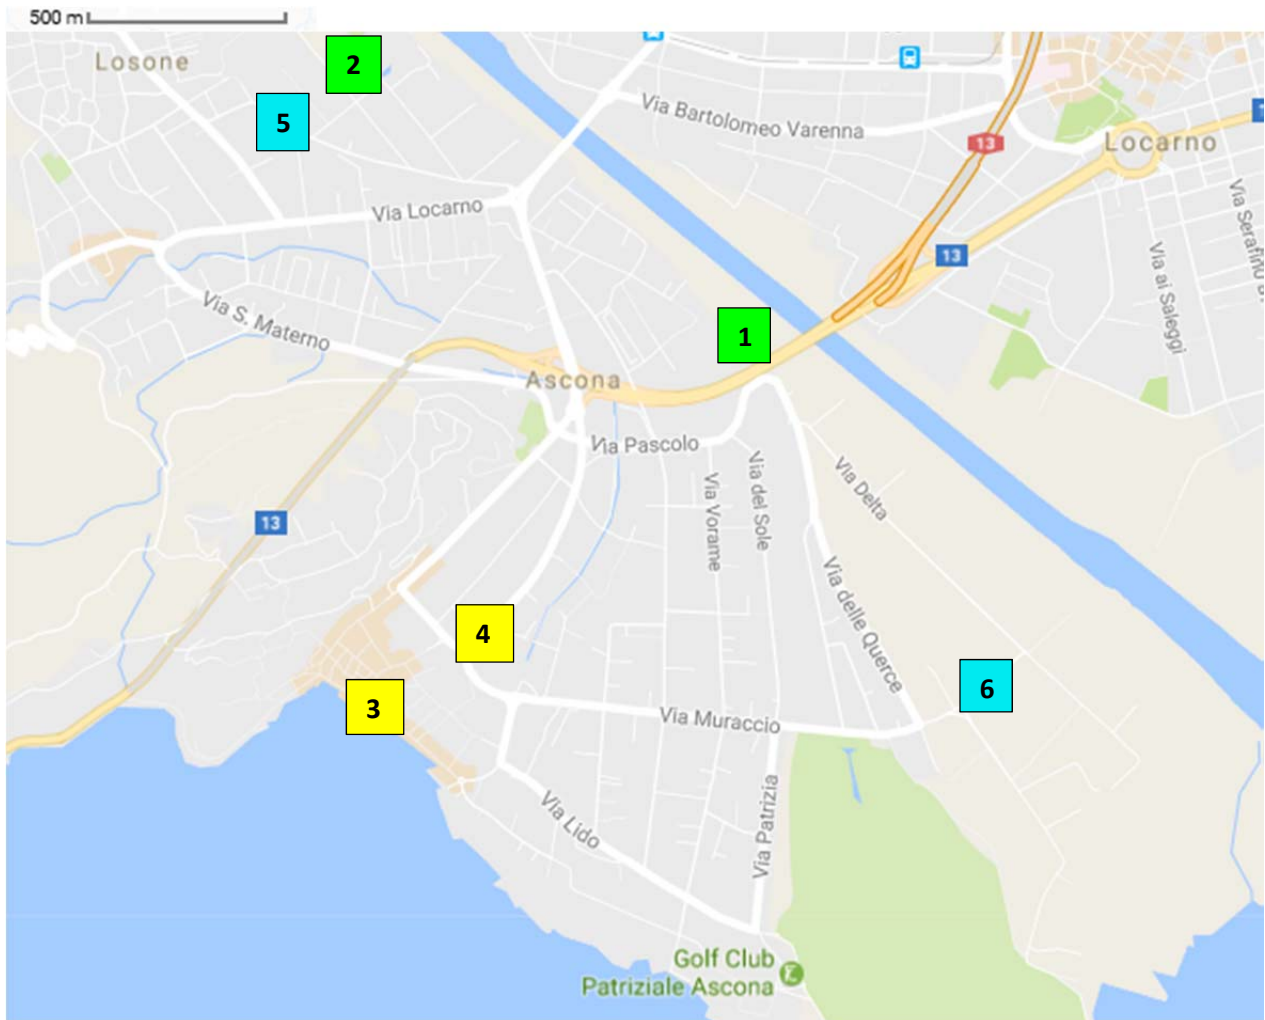 500 m
Losone
2
5
Via Bartolomeo Varenna
13
Locarno
Via Locarno
13
Via Serafino B.
Via ai Saleggi
Via S. Materno
1
Ascona
Via Pascolo
Via Delta
Via del Sole
Via Vorame
13
Via delle Querce
4
6
3
Via Muraccio
Via Patrizia
Via Lido
Golf Club
Patriziale Ascona